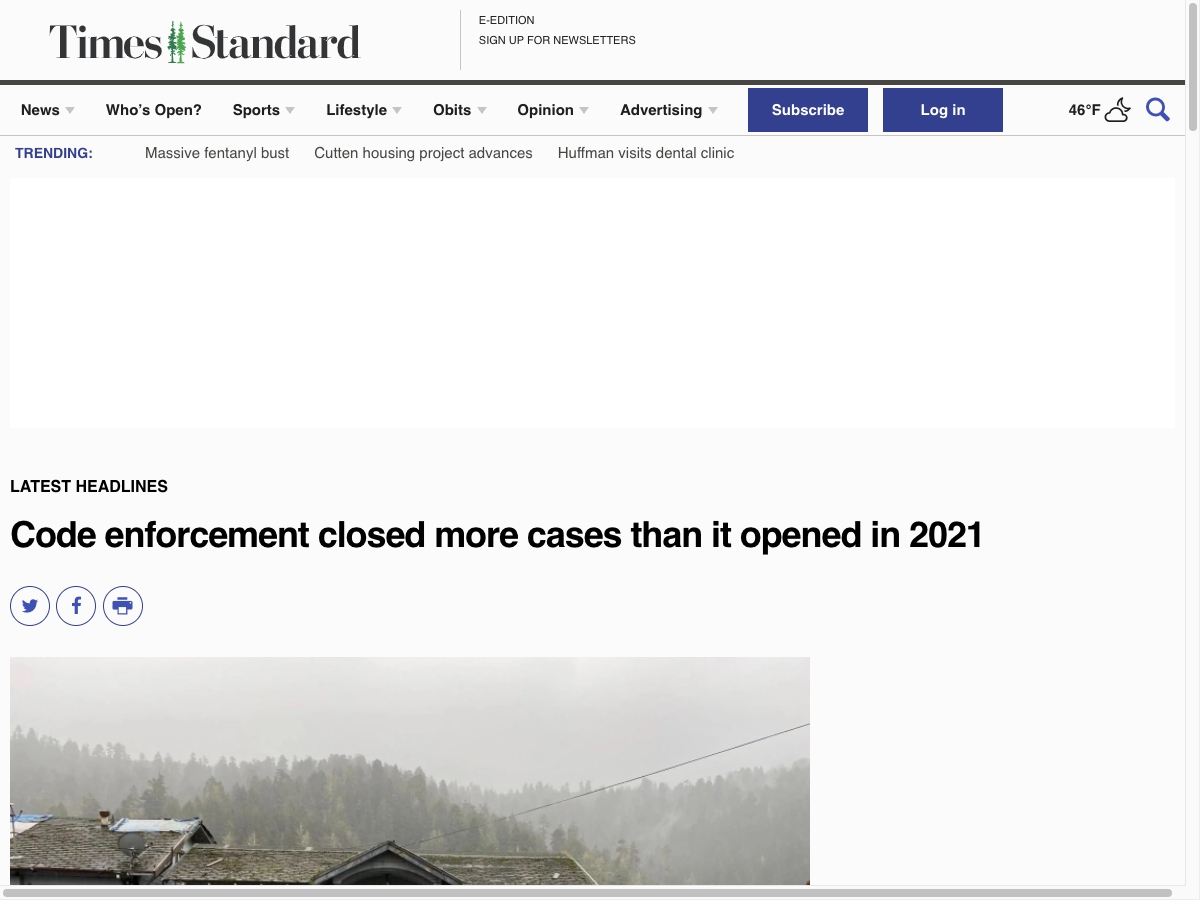 Times Standard
E-EDITION
SIGN UP FOR NEWSLETTERS
News Who's Open? Sports Lifestyle Obits Opinion Advertising Subscribe Log in 46°F
TRENDING: Massive fentanyl bust Cutten housing project advances Huffman visits dental clinic
LATEST HEADLINES
Code enforcement closed more cases than it opened in 2021